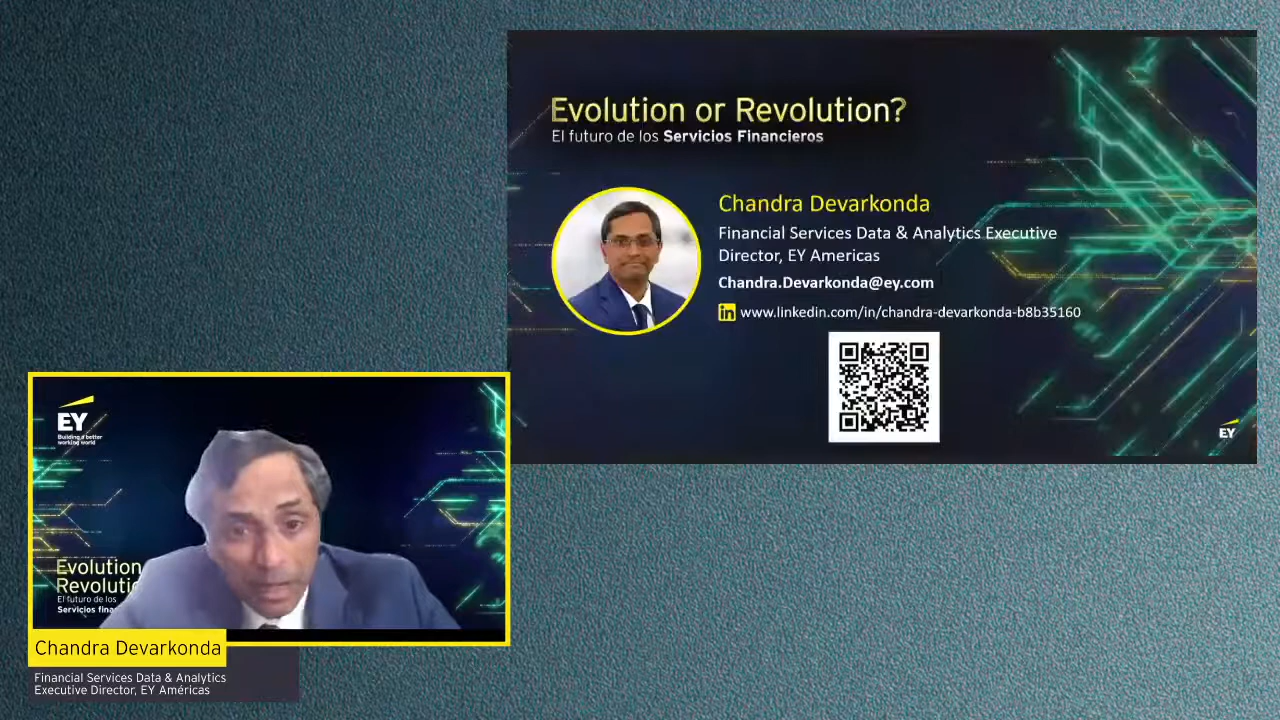 Evolution or Revolution?
El futuro de los Servicios Financieros
Chandra Devarkonda
Financial Services Data & Analytics Executive
Director, EY Americas
Chandra.Devarkonda@ey.com
in www.linkedin.com/in/chandra-devarkonda-b8b35160
EY
EY
Building a better
working world
Evolution
Revolutio
El futuro de los
Servicios fina
Chandra Devarkonda
Financial Services Data & Analytics
Executive Director, EY Américas